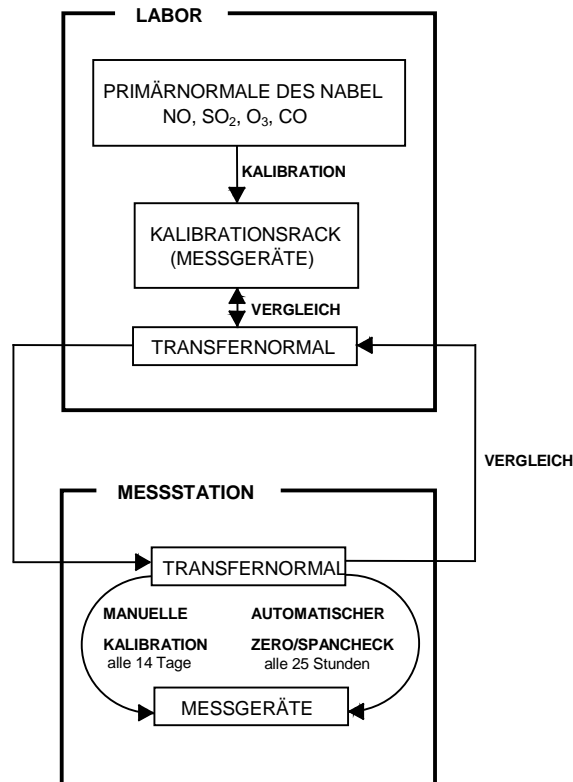 LABOR
PRIMÄRNORMALE DES NABEL
NO, SO₂, O₃, CO
KALIBRATION
KALIBRATIONSRACK
(MESSGERÄTE)
VERGLEICH
TRANSFERNORMAL
VERGLEICH
MESSSTATION
TRANSFERNORMAL
MANUELLE
KALIBRATION
alle 14 Tage
AUTOMATISCHER
ZERO/SPANCHECK
alle 25 Stunden
MESSGERÄTE